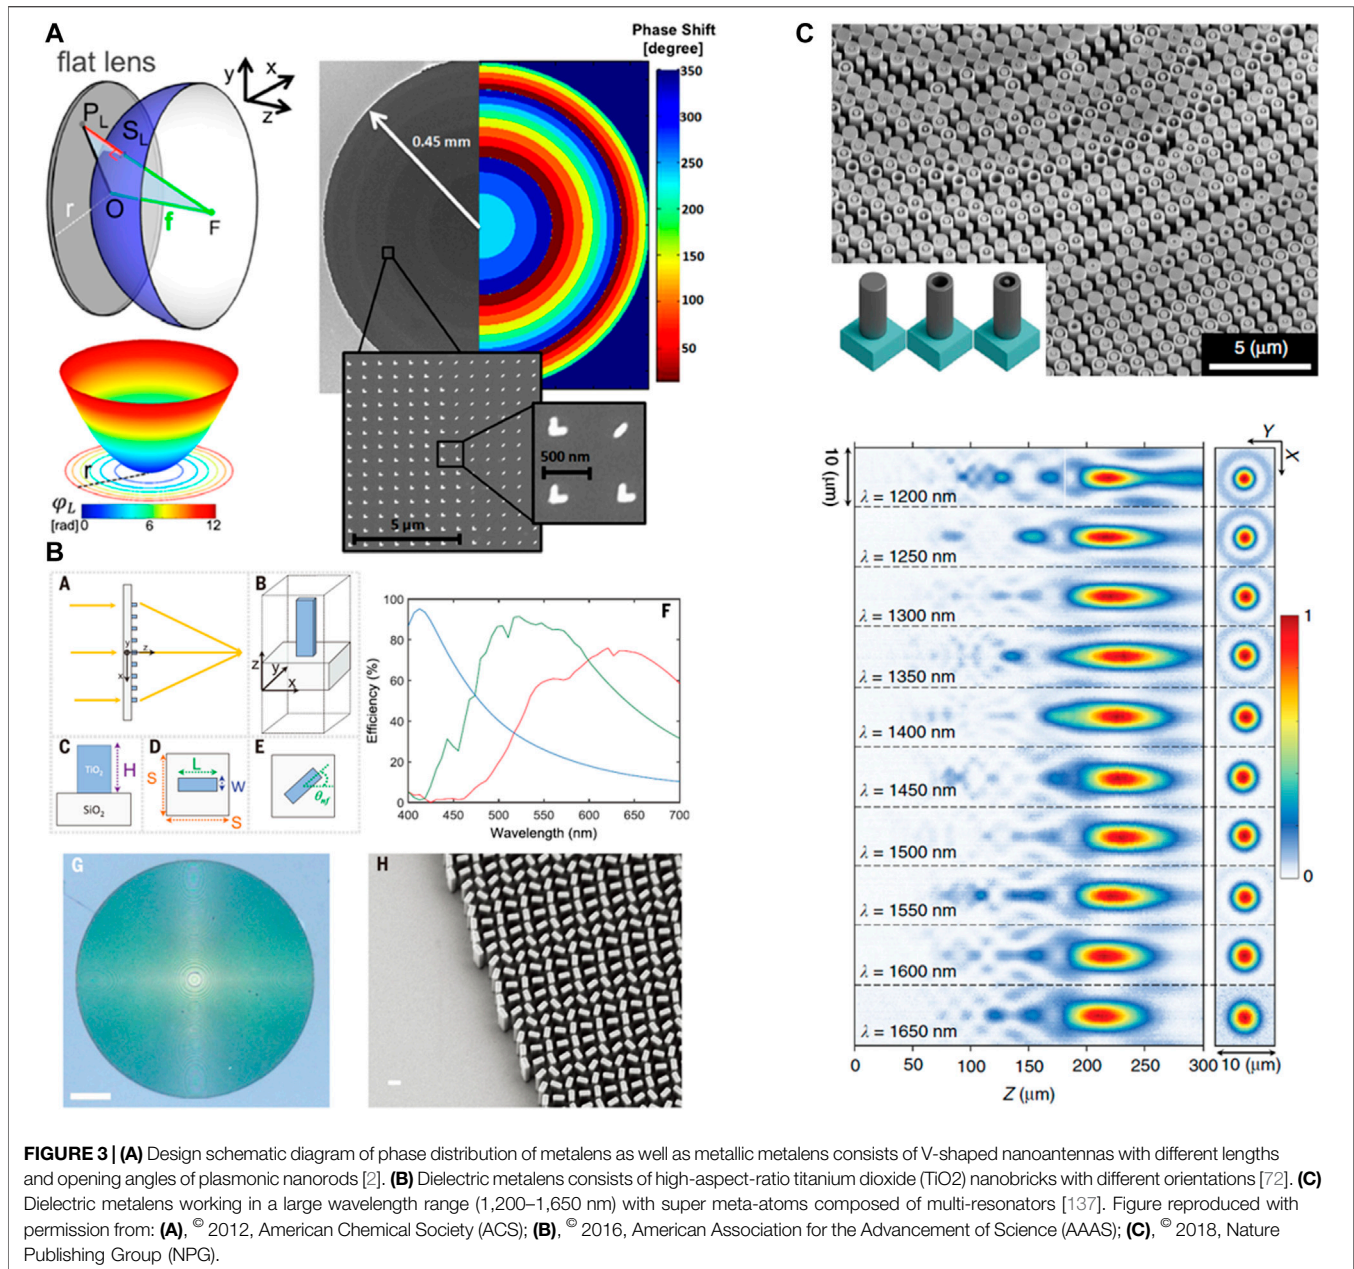 A
flat lens
y
x
z
P_L
S_L
O
r
f
F
r
φ_L
[rad]
0
6
12
0.45 mm
Phase Shift
[degree]
350
300
250
200
150
100
50
5 µm
500 nm
B
A
y
z
x
B
z
y
x
C
TiO₂
H
SiO₂
D
L
S
W
S
E
θnf
F
Efficiency (%)
100
80
60
40
20
0
400
450
500
550
600
650
700
Wavelength (nm)
G
H
C
5 (µm)
10 (µm)
Y
X
λ = 1200 nm
λ = 1250 nm
λ = 1300 nm
λ = 1350 nm
λ = 1400 nm
λ = 1450 nm
λ = 1500 nm
λ = 1550 nm
λ = 1600 nm
λ = 1650 nm
1
0
0
50
100
150
200
250
300
10 (µm)
Z (µm)
FIGURE 3 | (A) Design schematic diagram of phase distribution of metalens as well as metallic metalens consists of V-shaped nanoantennas with different lengths
and opening angles of plasmonic nanorods [2]. (B) Dielectric metalens consists of high-aspect-ratio titanium dioxide (TiO2) nanobricks with different orientations [72]. (C)
Dielectric metalens working in a large wavelength range (1,200–1,650 nm) with super meta-atoms composed of multi-resonators [137]. Figure reproduced with
permission from: (A), © 2012, American Chemical Society (ACS); (B), © 2016, American Association for the Advancement of Science (AAAS); (C), © 2018, Nature
Publishing Group (NPG).